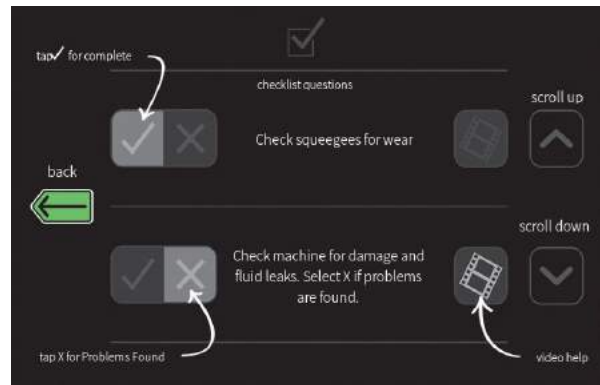 tap✓ for complete
checklist questions
scroll up
Check squeegees for wear
back
scroll down
Check machine for damage and
fluid leaks. Select X if problems
are found.
tap X for Problems Found
video help